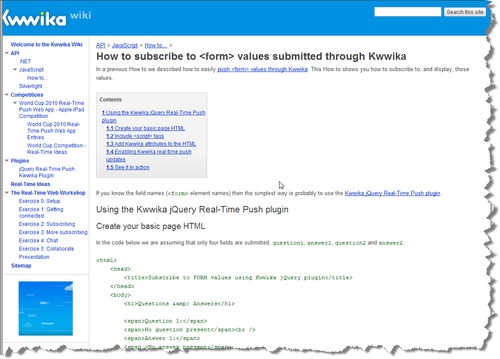 Kwwika wiki
Search this site
Welcome to the Kwwika Wiki
API
.NET
JavaScript
How to...
Silverlight
Competitions
World Cup 2010 Real-Time Push Web App - Apple iPad Competition
World Cup 2010 Real-Time Push Web App Entries
World Cup Competition - Real-Time Ideas
Plugins
jQuery Real-Time Push Kwwika Plugin
Real-Time Ideas
The Real-Time Web Workshop
Exercise 0: Setup
Exercise 1: Getting connected
Exercise 2: Subscribing
Exercise 3: More subscribing
Exercise 4: Chat
Exercise 5: Collaborate
Presentation
Sitemap
API > JavaScript > How to... >
How to subscribe to <form> values submitted through Kwwika
In a previous How to we described how to easily push <form> values through Kwwika. This How to shows you how to subscribe to, and display, those
values.
Contents
1 Using the Kwwika jQuery Real-Time Push plugin
1.1 Create your basic page HTML
1.2 Include <script> tags
1.3 Add Kwwika attributes to the HTML
1.4 Enabling Kwwika real-time push updates
1.5 See it in action
If you know the field names (<form> element names) then the simplest way is probably to use the Kwwika jQuery Real-Time Push plugin.
Using the Kwwika jQuery Real-Time Push plugin
Create your basic page HTML
In the code below we are assuming that only four fields are submitted, question1, answer1, question2 and answer2.
<html>
<head>
<title>Subscribe to FORM values using Kwwika jQuery plugin</title>
</head>
<body>
<h1>Questions &amp; Answers</h1>
<span>Question 1:</span>
<span>No question present</span><br />
<span>Answer 1:</span>
<span>No answer present</span>